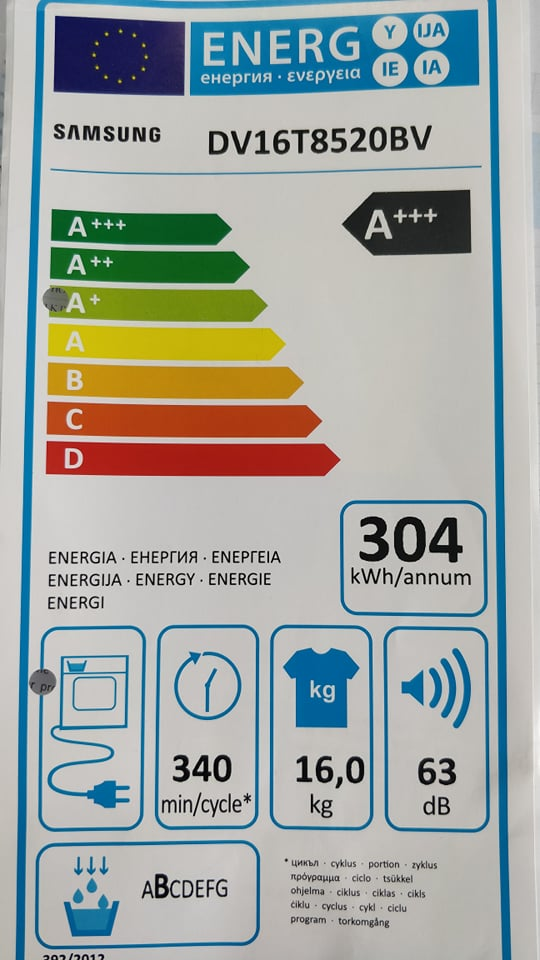 ENERG Y IJA
енергия · ενεργεια IE IA
SAMSUNG DV16T8520BV
A+++ A+++
A++
A+
A
B
C
D
304
kWh/annum
ENERGIA · ЕНЕРГИЯ · ΕΝΕΡΓΕΙΑ
ENERGIJA · ENERGY · ENERGIE
ENERGI
340
min/cycle*
kg
16,0
kg
63
dB
ABCDEFG
* цикъл · cyklus · portion · zyklus
πρόγραμμα · ciclo · tsükkel
ohjelma · ciklus · ciklas · cikls
ċiklu · cyclus · cykl · ciclu
program · torkomgång
392/2012